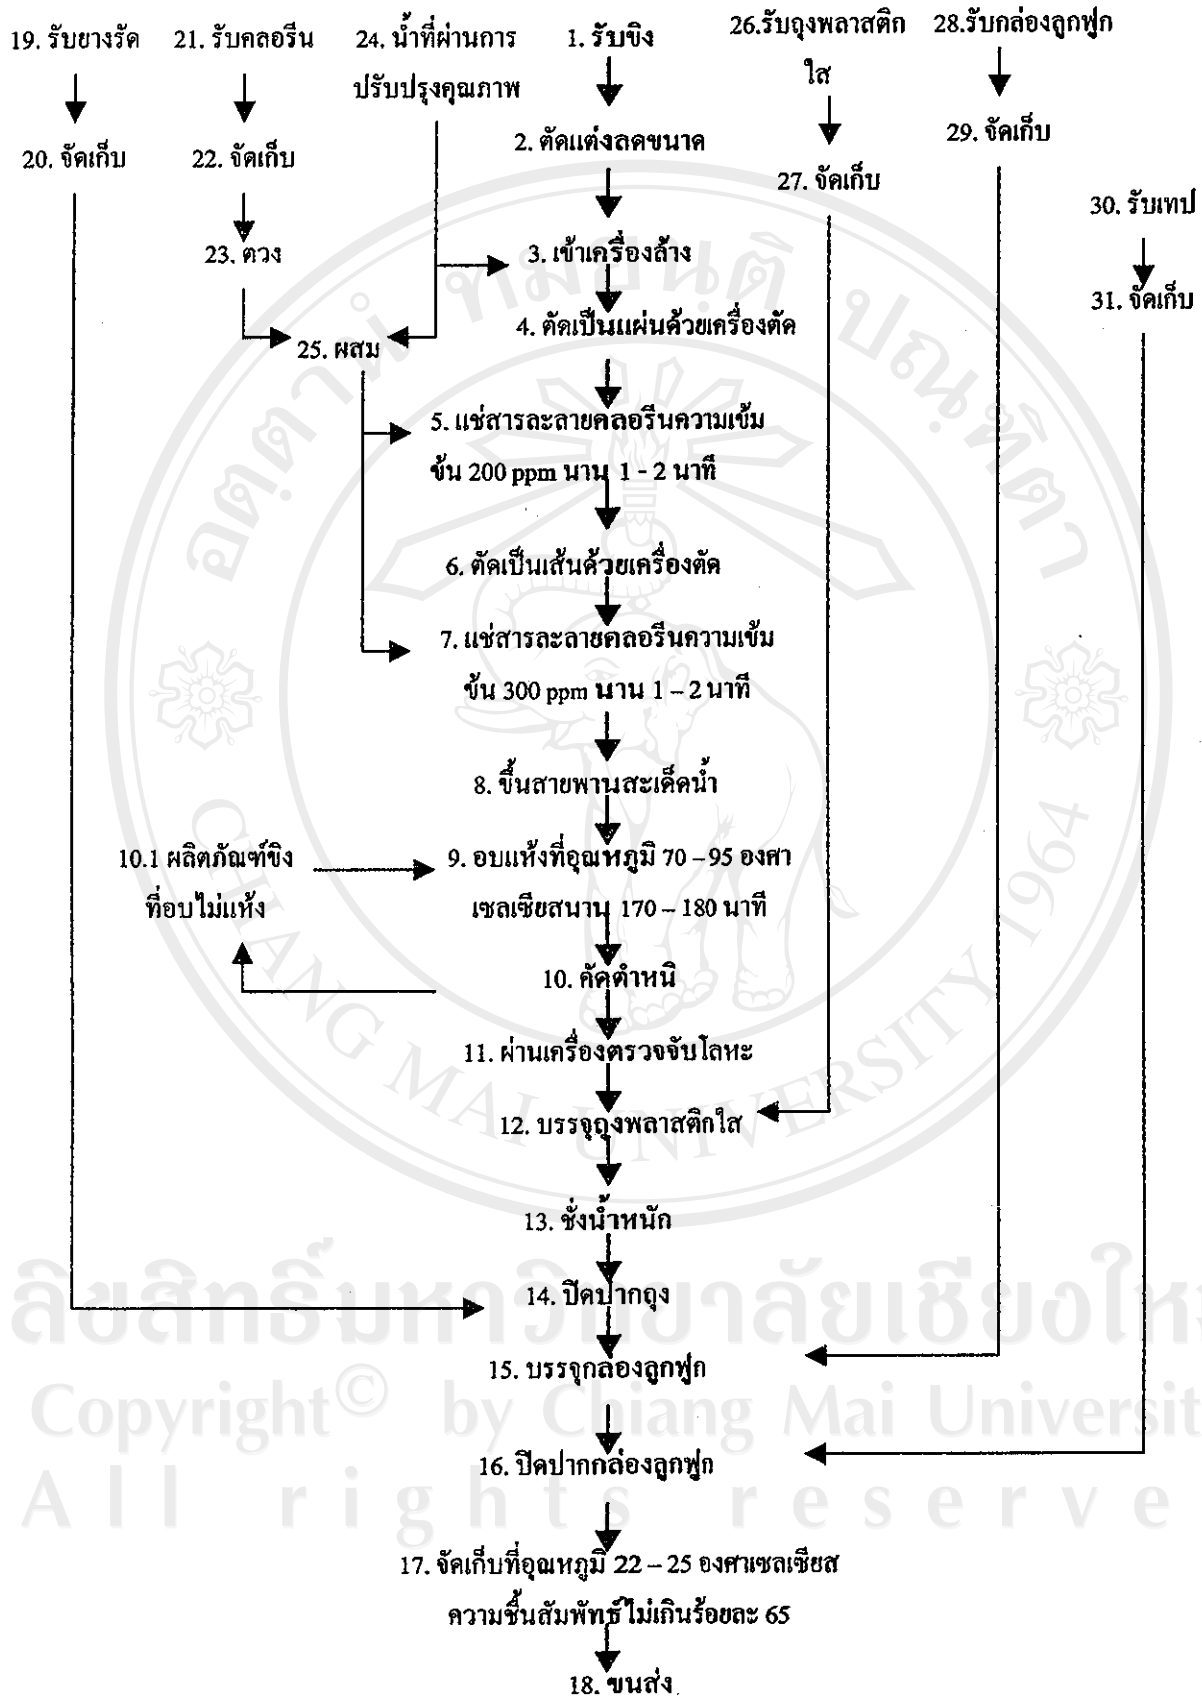 19. รับยางรัด
21. รับคลอรีน
24. น้ำที่ผ่านการ
ปรับปรุงคุณภาพ
1. รับขิง
26.รับถุงพลาสติก
ใส
28.รับกล่องลูกฟูก
20. จัดเก็บ
22. จัดเก็บ
2. ตัดแต่งลดขนาด
27. จัดเก็บ
29. จัดเก็บ
30. รับเทป
23. ตวง
3. เข้าเครื่องล้าง
31. จัดเก็บ
25. ผสม
4. ตัดเป็นแผ่นด้วยเครื่องตัด
5. แช่สารละลายคลอรีนความเข้ม
ข้น 200 ppm นาน 1 - 2 นาที
6. ตัดเป็นเส้นด้วยเครื่องตัด
7. แช่สารละลายคลอรีนความเข้ม
ข้น 300 ppm นาน 1 – 2 นาที
8. ขึ้นสายพานสะเด็ดน้ำ
10.1 ผลิตภัณฑ์ขิง
ที่อบไม่แห้ง
9. อบแห้งที่อุณหภูมิ 70 – 95 องศา
เซลเซียสนาน 170 – 180 นาที
10. คัดตำหนิ
11. ผ่านเครื่องตรวจจับโลหะ
12. บรรจุถุงพลาสติกใส
13. ชั่งน้ำหนัก
14. ปิดปากถุง
15. บรรจุกล่องลูกฟูก
16. ปิดปากกล่องลูกฟูก
17. จัดเก็บที่อุณหภูมิ 22 – 25 องศาเซลเซียส
ความชื้นสัมพัทธ์ไม่เกินร้อยละ 65
18. ขนส่ง
อตฺตานํ ทมยนฺติ ปณฺฑิตา
CHIANG MAI UNIVERSITY 1964
ลิขสิทธิ์มหาวิทยาลัยเชียงให
Copyright© by Chiang Mai Universit
All rights reserve